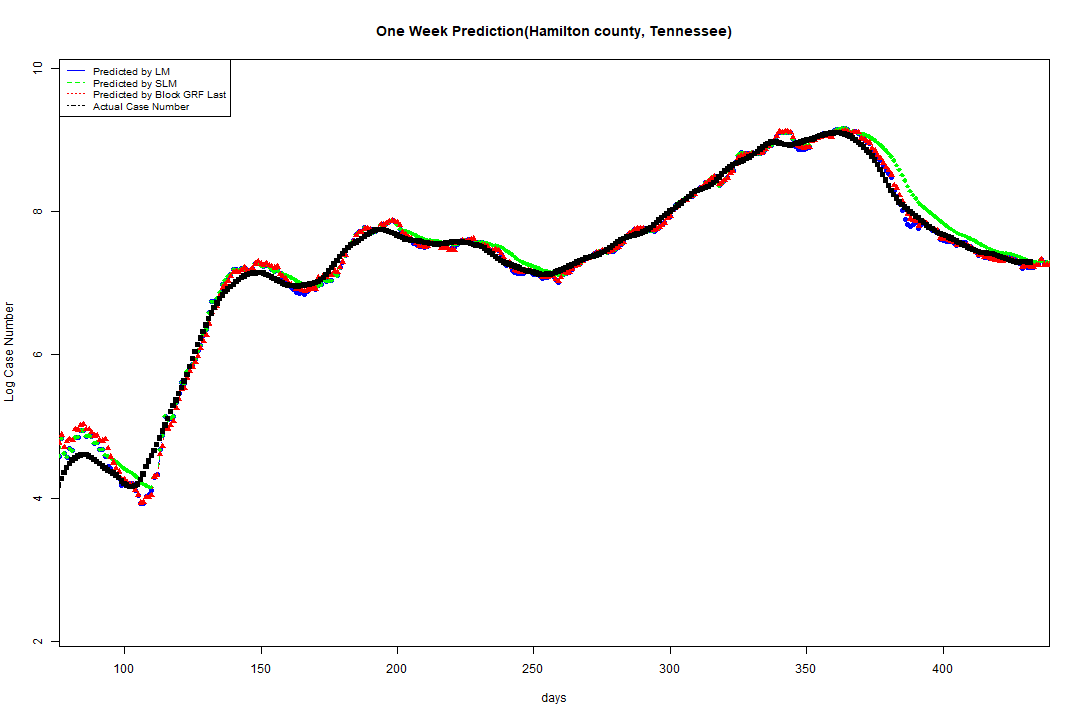 One Week Prediction(Hamilton county, Tennessee)
Predicted by LM
Predicted by SLM
Predicted by Block GRF Last
Actual Case Number
10
8
6
4
2
Log Case Number
100 150 200 250 300 350 400
days